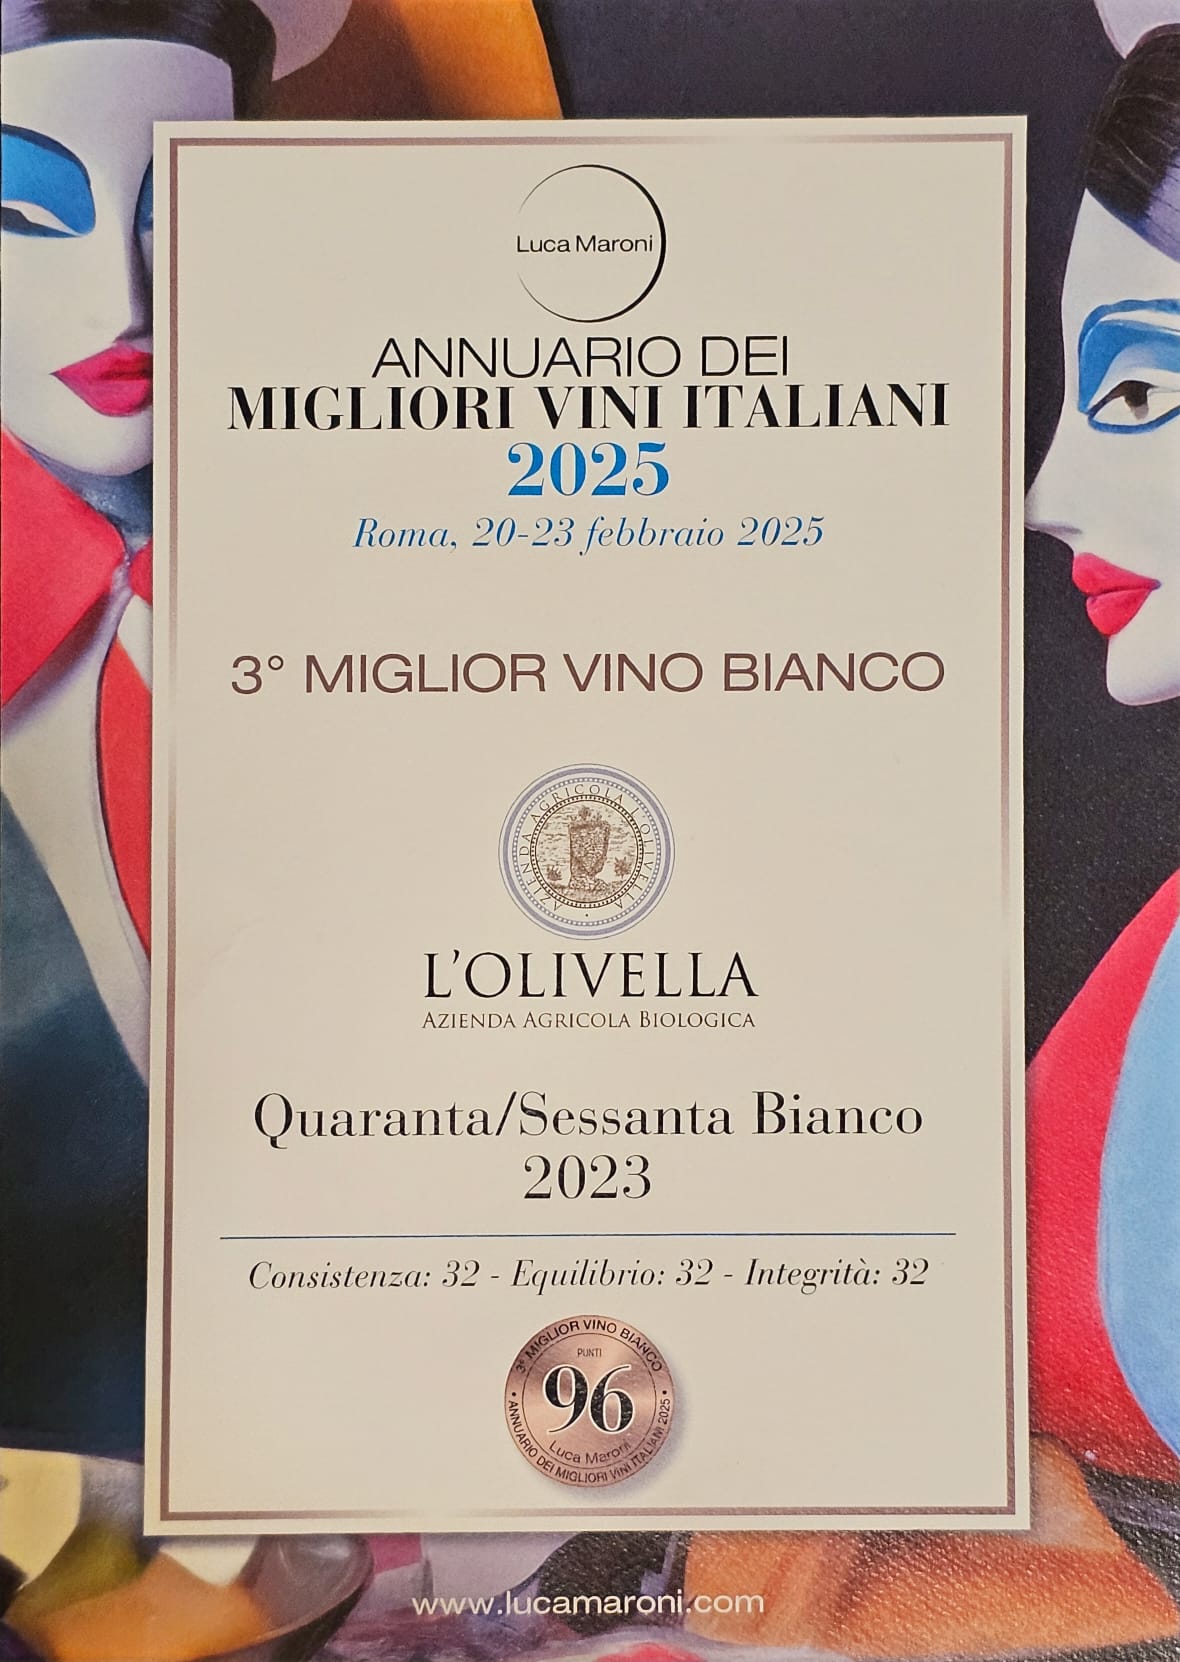 Luca Maroni
ANNUARIO DEI
MIGLIORI VINI ITALIANI
2025
Roma, 20-23 febbraio 2025
3° MIGLIOR VINO BIANCO
AZIENDA AGRICOLA L'OLIVELLA
L'OLIVELLA
AZIENDA AGRICOLA BIOLOGICA
Quaranta/Sessanta Bianco
2023
Consistenza: 32 - Equilibrio: 32 - Integrità: 32
3° MIGLIOR VINO BIANCO
PUNTI
96
Luca Maroni
• ANNUARIO DEI MIGLIORI VINI ITALIANI 2025 •
www.lucamaroni.com